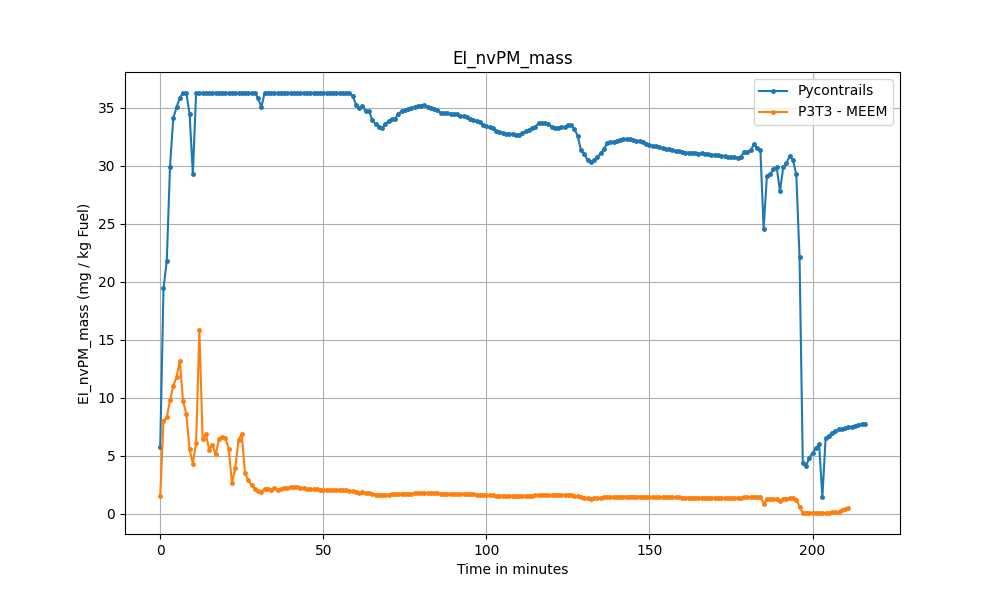 EI_nvPM_mass
Pycontrails
P3T3 - MEEM
EI_nvPM_mass (mg / kg Fuel)
35
30
25
20
15
10
5
0
0 50 100 150 200
Time in minutes